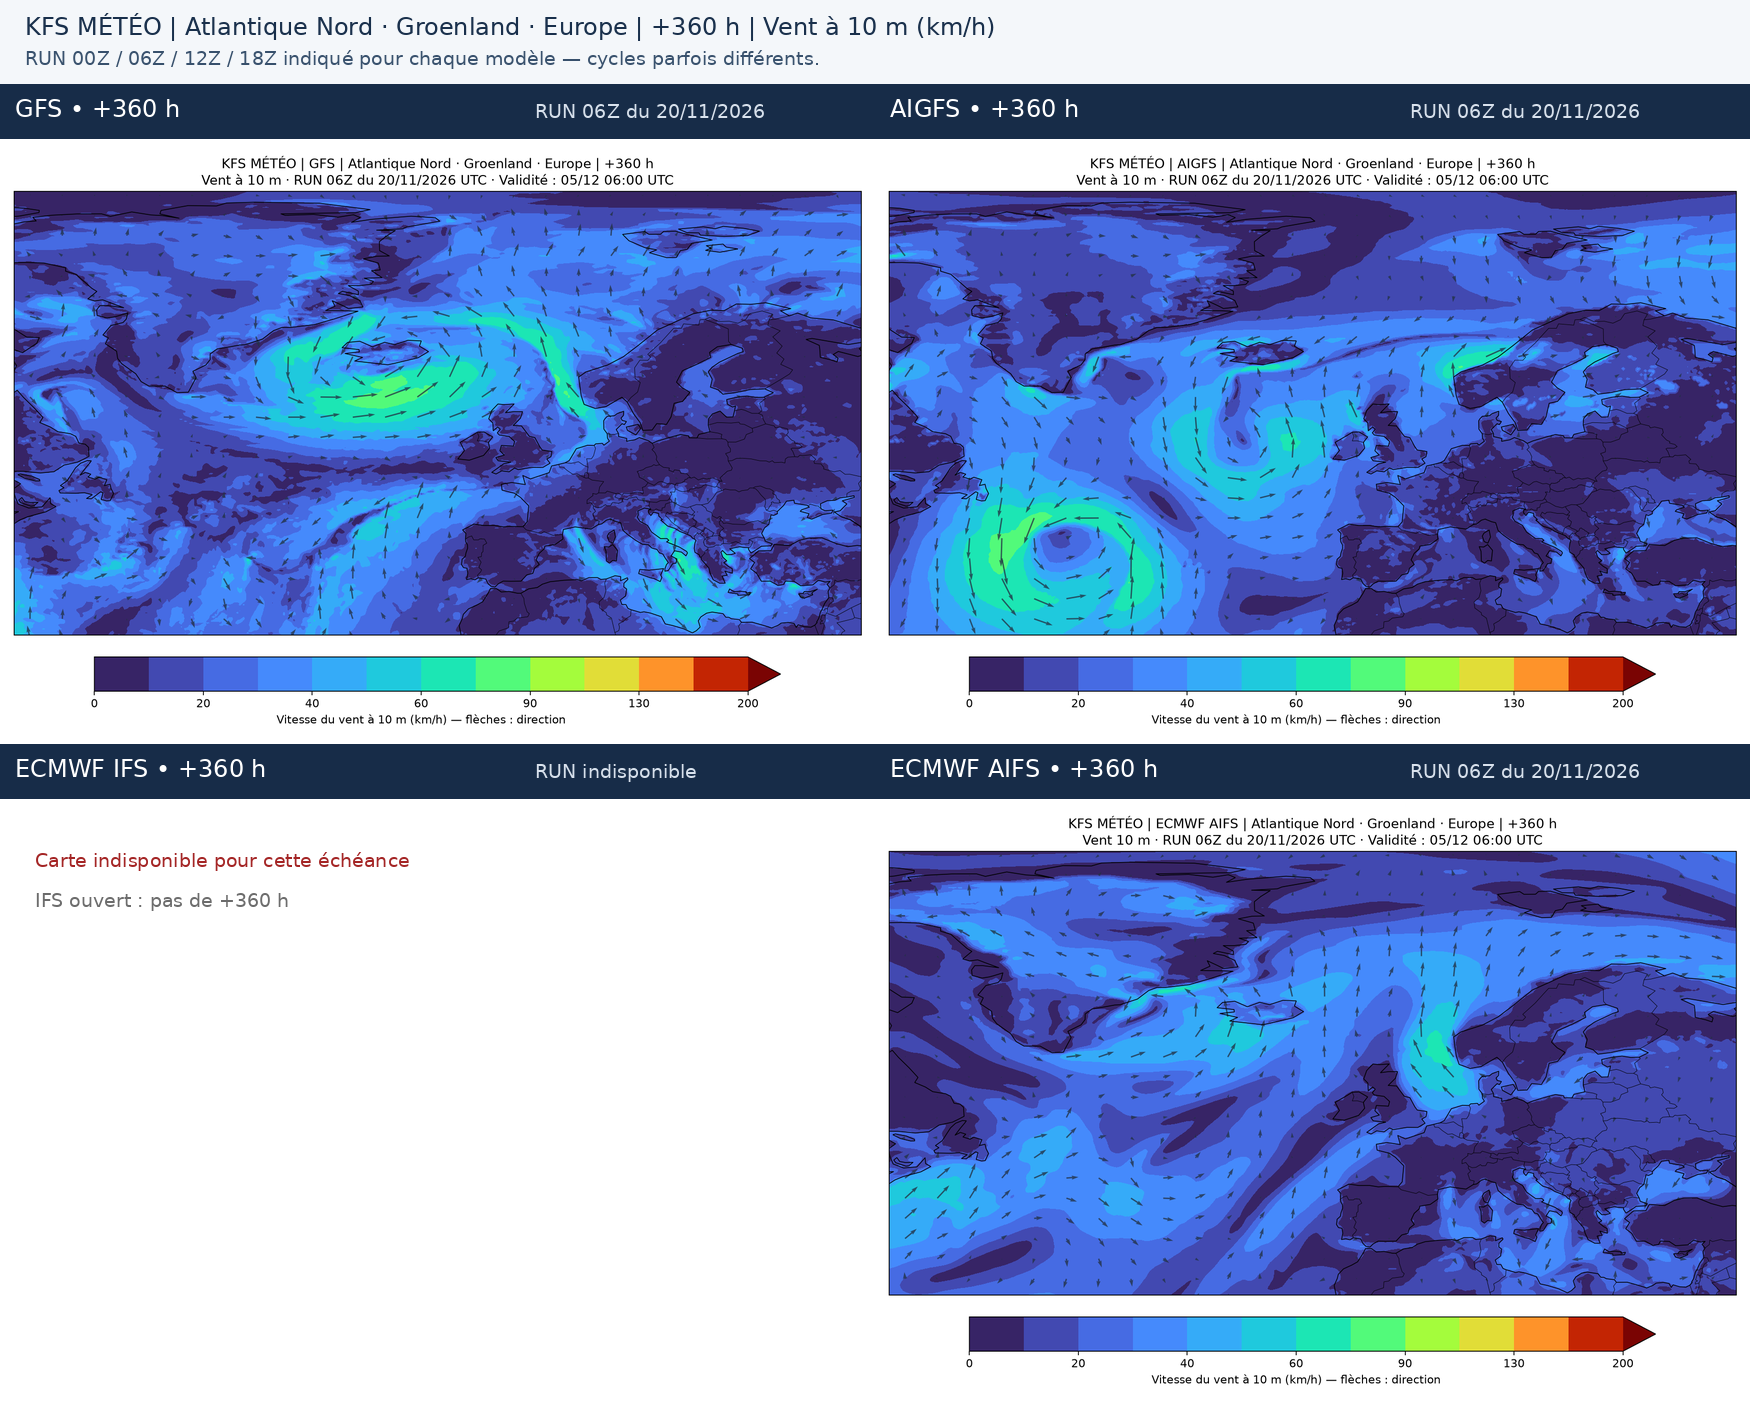 KFS MÉTÉO | Atlantique Nord · Groenland · Europe | +360 h | Vent à 10 m (km/h)
RUN 00Z / 06Z / 12Z / 18Z indiqué pour chaque modèle — cycles parfois différents.
GFS • +360 h
RUN 06Z du 20/11/2026
AIGFS • +360 h
RUN 06Z du 20/11/2026
KFS MÉTÉO | GFS | Atlantique Nord · Groenland · Europe | +360 h
Vent à 10 m · RUN 06Z du 20/11/2026 UTC · Validité : 05/12 06:00 UTC
KFS MÉTÉO | AIGFS | Atlantique Nord · Groenland · Europe | +360 h
Vent à 10 m · RUN 06Z du 20/11/2026 UTC · Validité : 05/12 06:00 UTC
0 20 40 60 90 130 200
Vitesse du vent à 10 m (km/h) — flèches : direction
0 20 40 60 90 130 200
Vitesse du vent à 10 m (km/h) — flèches : direction
ECMWF IFS • +360 h
RUN indisponible
ECMWF AIFS • +360 h
RUN 06Z du 20/11/2026
Carte indisponible pour cette échéance
IFS ouvert : pas de +360 h
KFS MÉTÉO | ECMWF AIFS | Atlantique Nord · Groenland · Europe | +360 h
Vent 10 m · RUN 06Z du 20/11/2026 UTC · Validité : 05/12 06:00 UTC
0 20 40 60 90 130 200
Vitesse du vent à 10 m (km/h) — flèches : direction